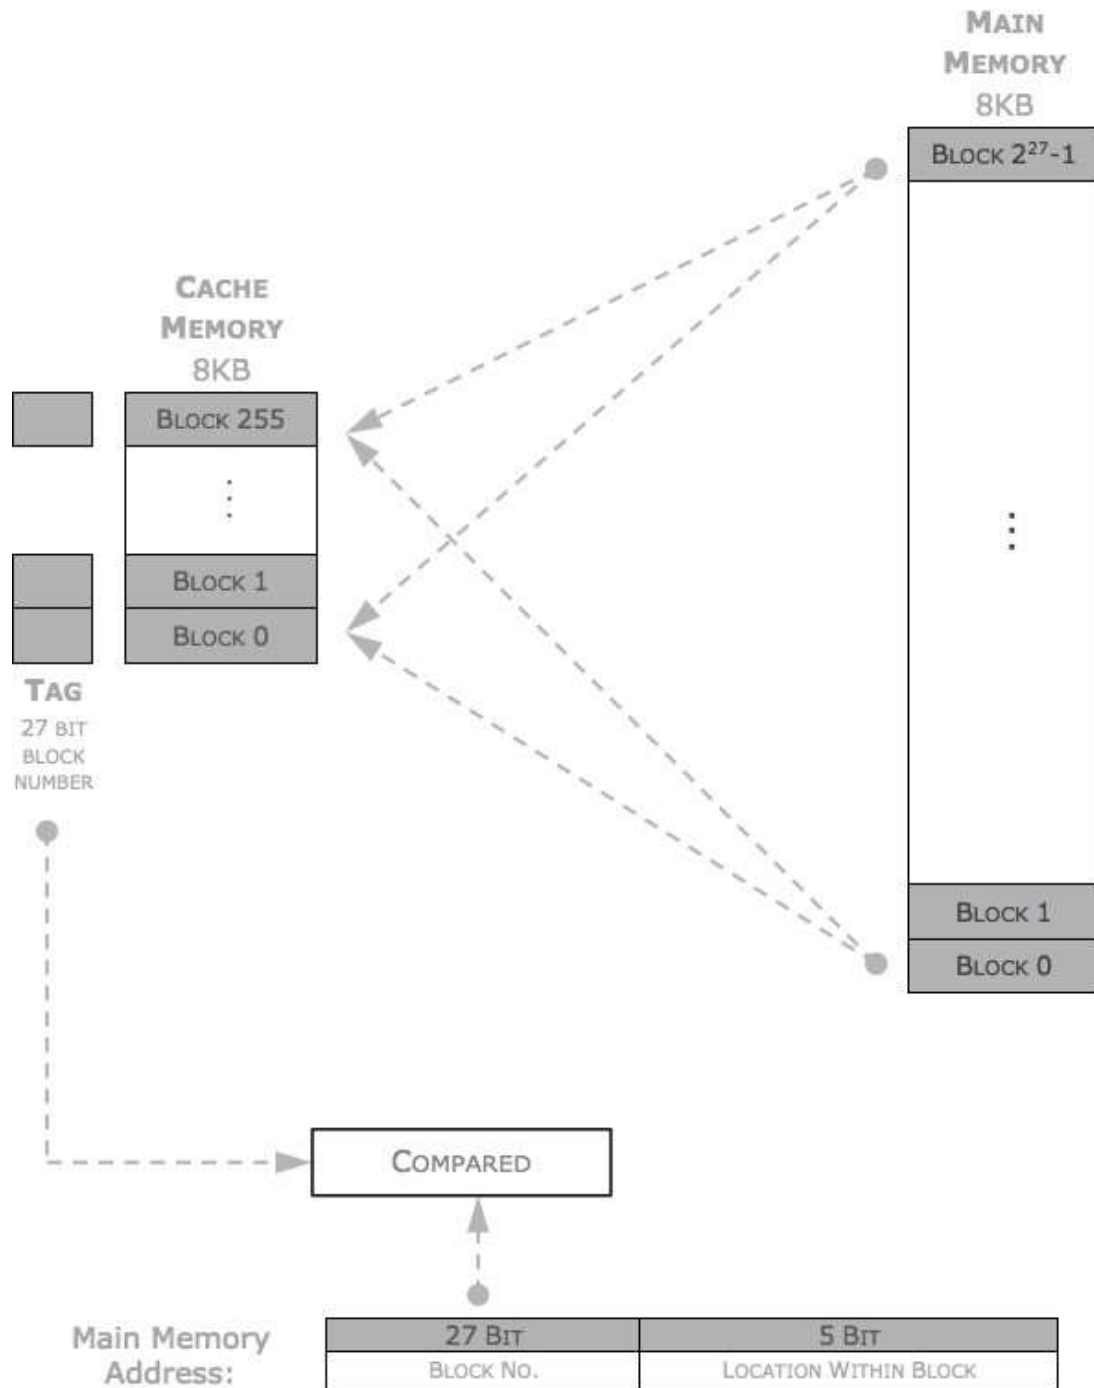 MAIN
MEMORY
8KB
BLOCK 2²⁷-1
CACHE
MEMORY
8KB
BLOCK 255
BLOCK 1
BLOCK 0
TAG
27 BIT
BLOCK
NUMBER
BLOCK 1
BLOCK 0
COMPARED
Main Memory
Address:
27 BIT
5 BIT
BLOCK NO.
LOCATION WITHIN BLOCK